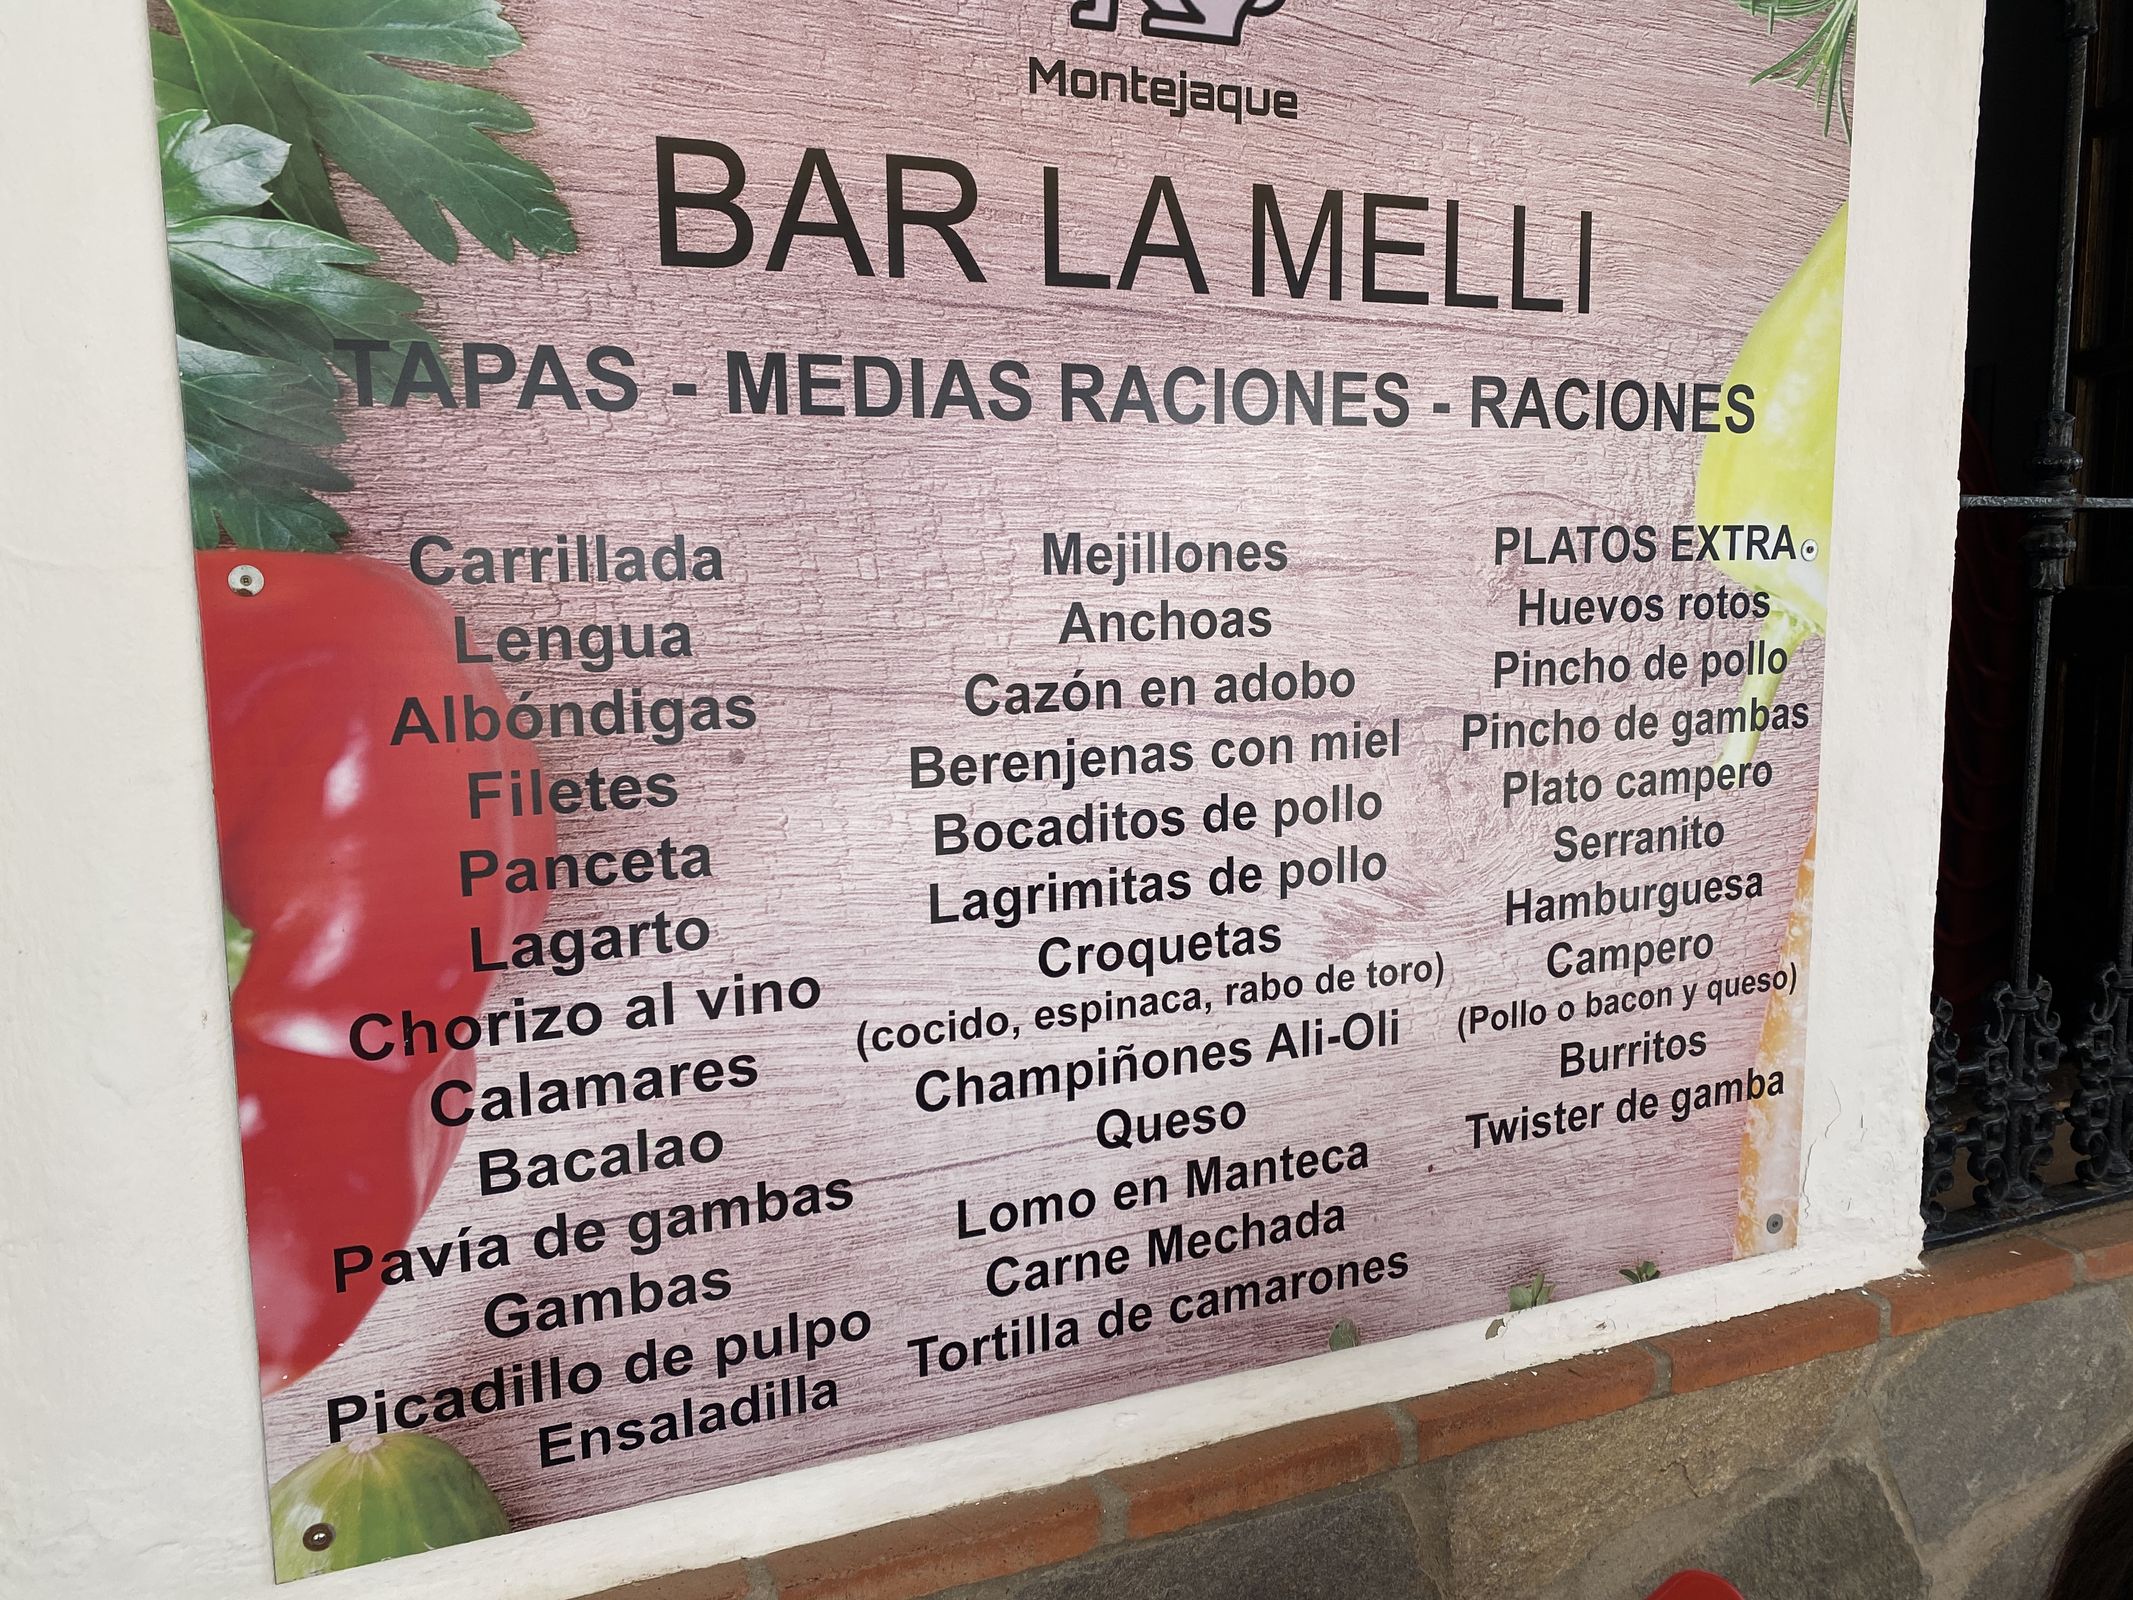 Montejaque
BAR LA MELLI
TAPAS - MEDIAS RACIONES - RACIONES
Carrillada
Lengua
Albóndigas
Filetes
Panceta
Lagarto
Chorizo al vino
Calamares
Bacalao
Pavía de gambas
Gambas
Picadillo de pulpo
Ensaladilla
Mejillones
Anchoas
Cazón en adobo
Berenjenas con miel
Bocaditos de pollo
Lagrimitas de pollo
Croquetas
(cocido, espinaca, rabo de toro)
Champiñones Ali-Oli
Queso
Lomo en Manteca
Carne Mechada
Tortilla de camarones
PLATOS EXTRA
Huevos rotos
Pincho de pollo
Pincho de gambas
Plato campero
Serranito
Hamburguesa
Campero
(Pollo o bacon y queso)
Burritos
Twister de gamba